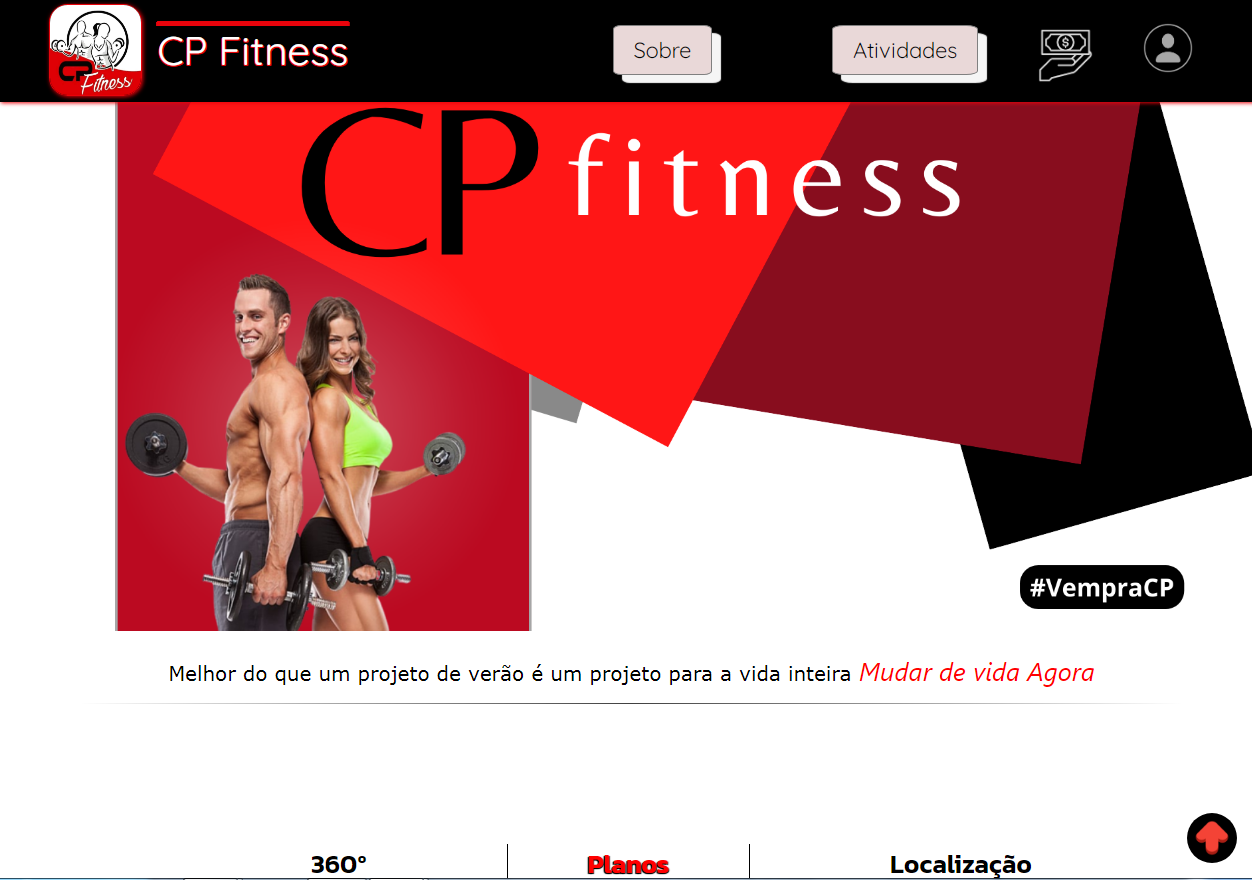 CP Fitness
CP Fitness
Sobre
Atividades
$
CP fitness
#VempraCP
Melhor do que um projeto de verão é um projeto para a vida inteira Mudar de vida Agora
360°
Planos
Localização